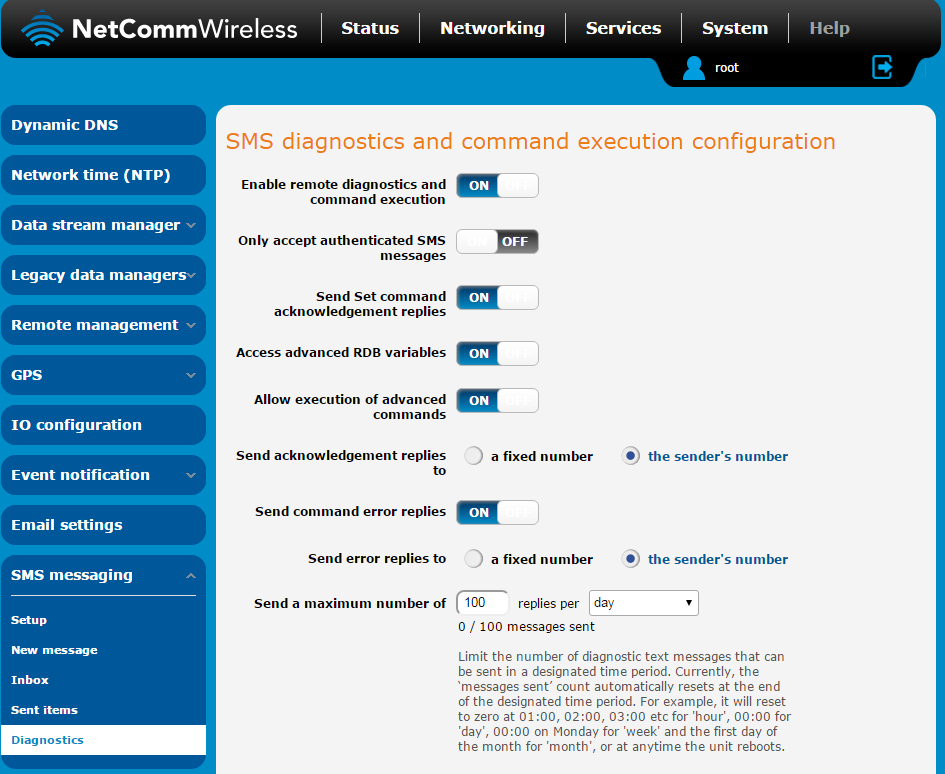 NetCommWireless
Status
Networking
Services
System
Help
root
Dynamic DNS
Network time (NTP)
Data stream manager
Legacy data managers
Remote management
GPS
IO configuration
Event notification
Email settings
SMS messaging
Setup
New message
Inbox
Sent items
Diagnostics
SMS diagnostics and command execution configuration
Enable remote diagnostics and
command execution
ON OFF
Only accept authenticated SMS
messages
ON OFF
Send Set command
acknowledgement replies
ON OFF
Access advanced RDB variables
ON OFF
Allow execution of advanced
commands
ON OFF
Send acknowledgement replies
to
a fixed number
the sender's number
Send command error replies
ON OFF
Send error replies to
a fixed number
the sender's number
Send a maximum number of
100
replies per
day
0 / 100 messages sent
Limit the number of diagnostic text messages that can
be sent in a designated time period. Currently, the
‘messages sent’ count automatically resets at the end
of the designated time period. For example, it will reset
to zero at 01:00, 02:00, 03:00 etc for 'hour', 00:00 for
'day', 00:00 on Monday for 'week' and the first day of
the month for 'month', or at anytime the unit reboots.